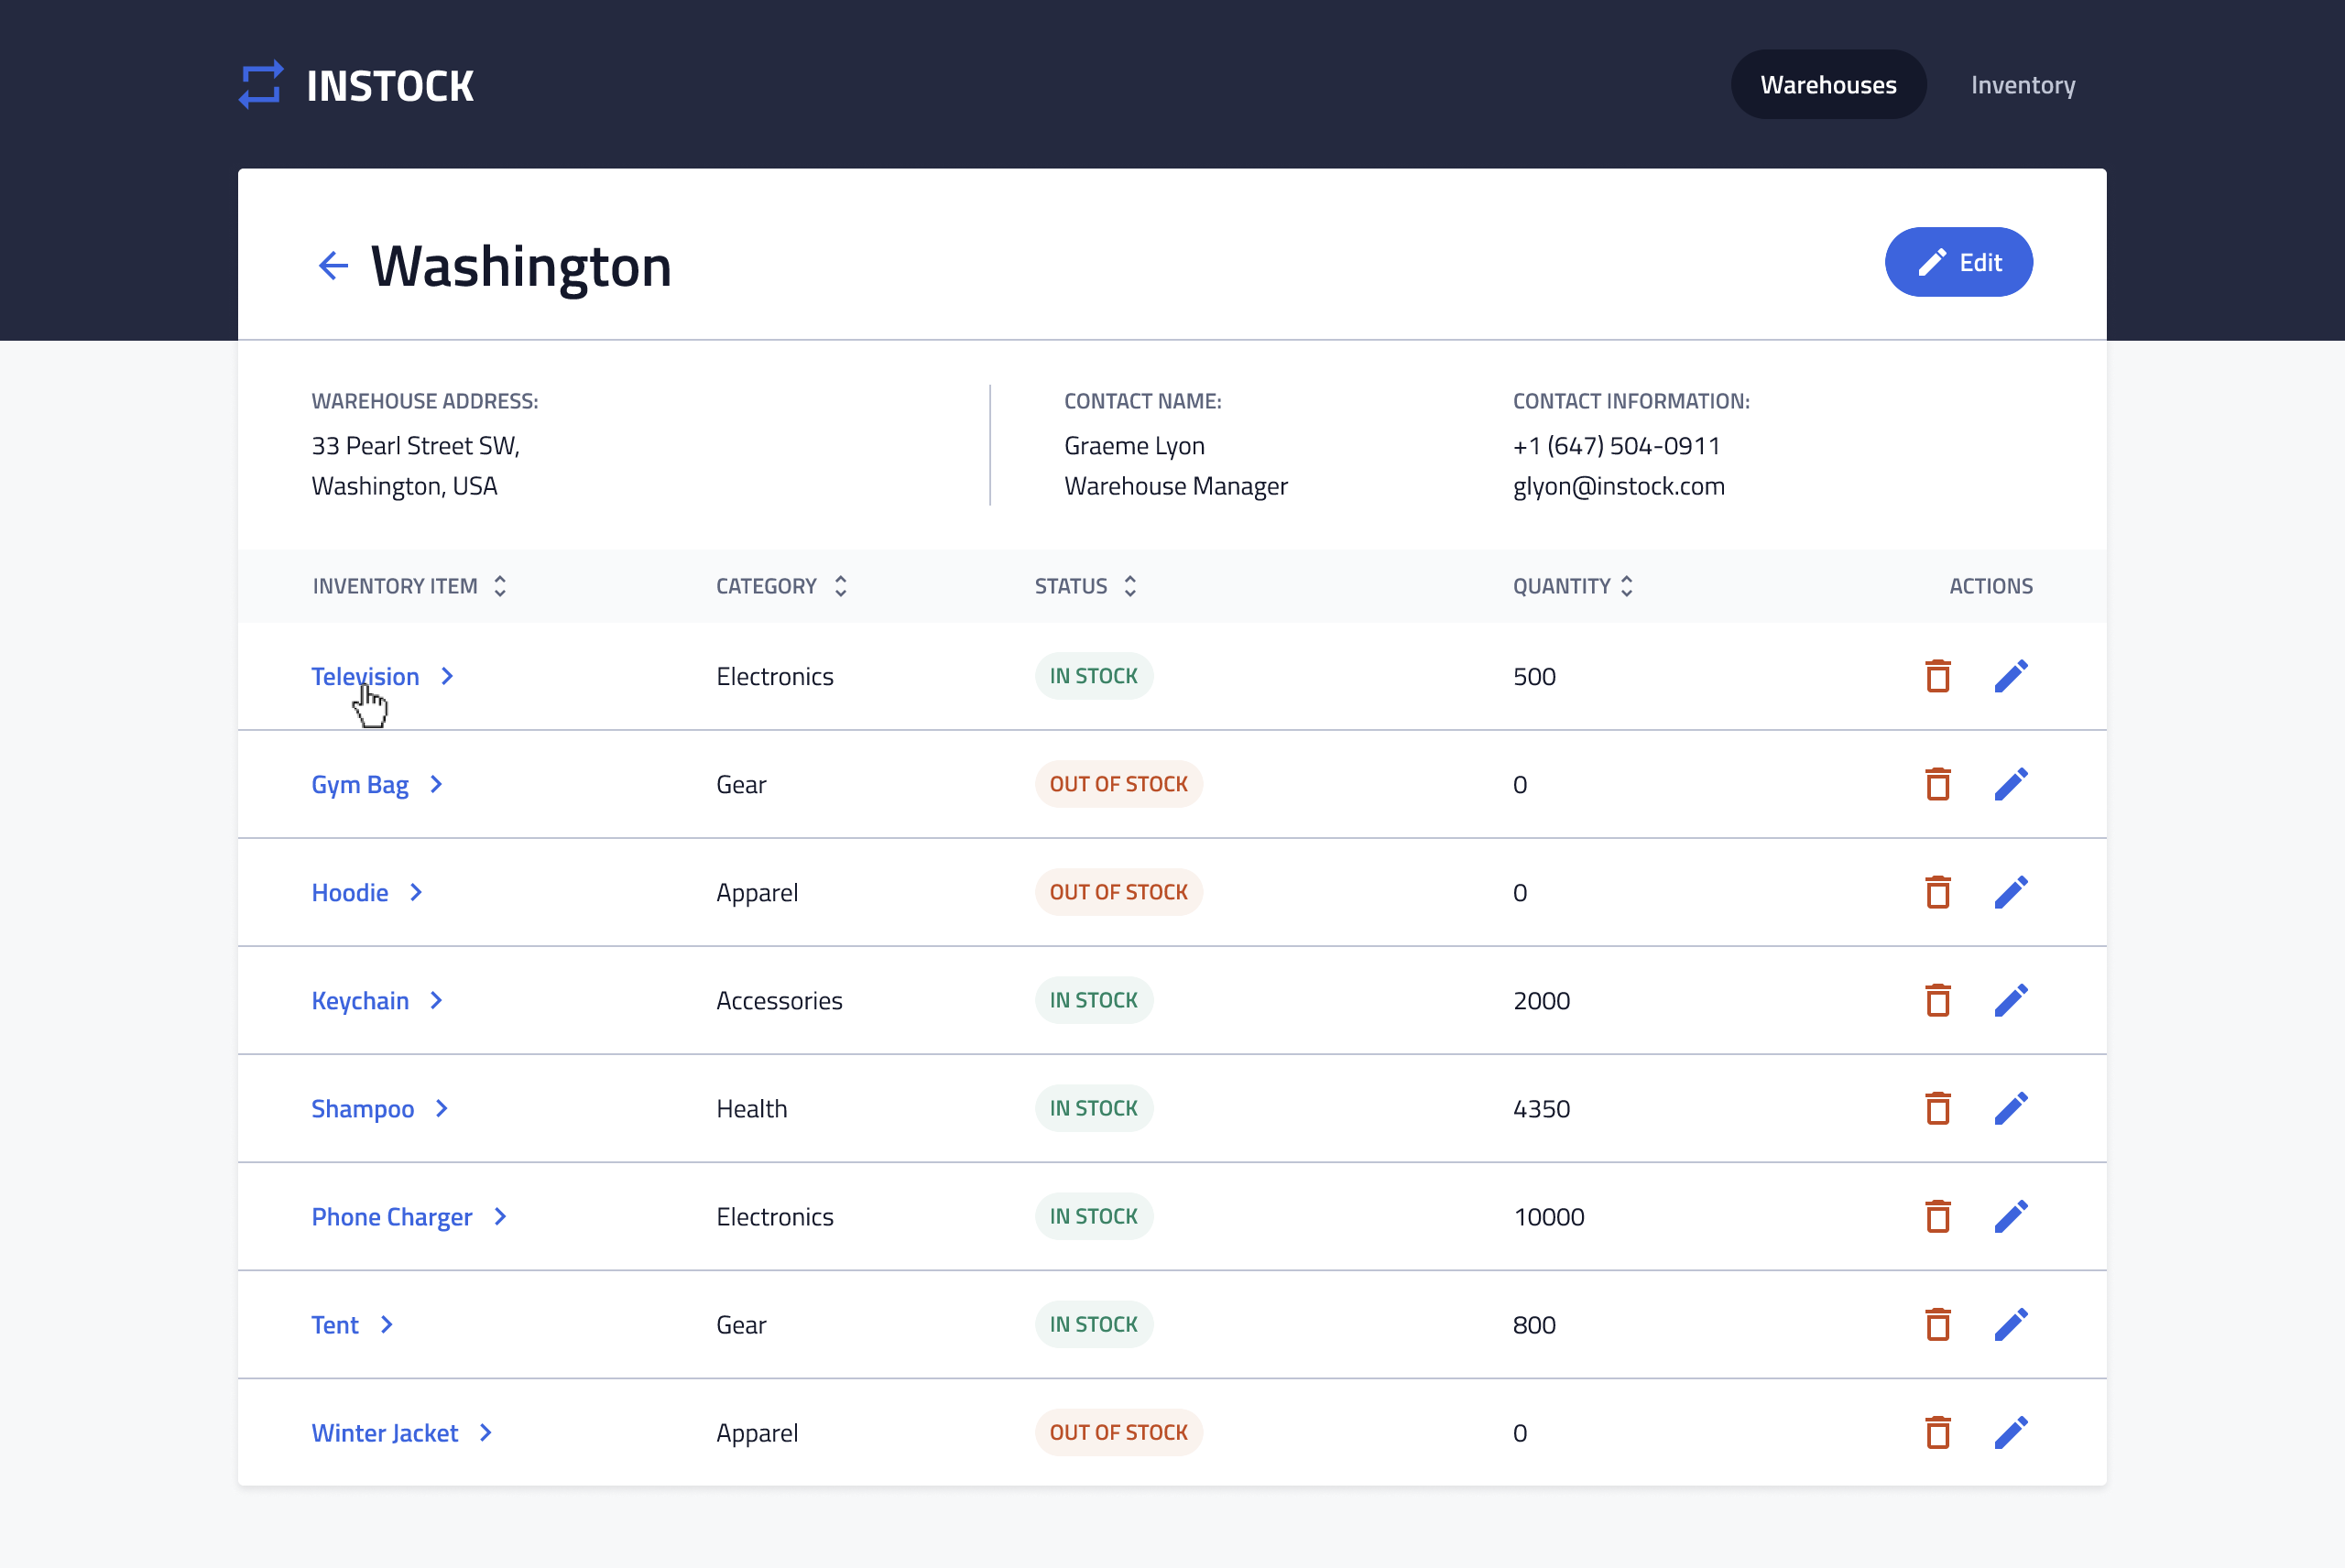 INSTOCK
Warehouses Inventory
Washington
Edit
WAREHOUSE ADDRESS:
33 Pearl Street SW,
Washington, USA
CONTACT NAME:
Graeme Lyon
Warehouse Manager
CONTACT INFORMATION:
+1 (647) 504-0911
glyon@instock.com
INVENTORY ITEM CATEGORY STATUS QUANTITY ACTIONS
Television Electronics IN STOCK 500
Gym Bag Gear OUT OF STOCK 0
Hoodie Apparel OUT OF STOCK 0
Keychain Accessories IN STOCK 2000
Shampoo Health IN STOCK 4350
Phone Charger Electronics IN STOCK 10000
Tent Gear IN STOCK 800
Winter Jacket Apparel OUT OF STOCK 0